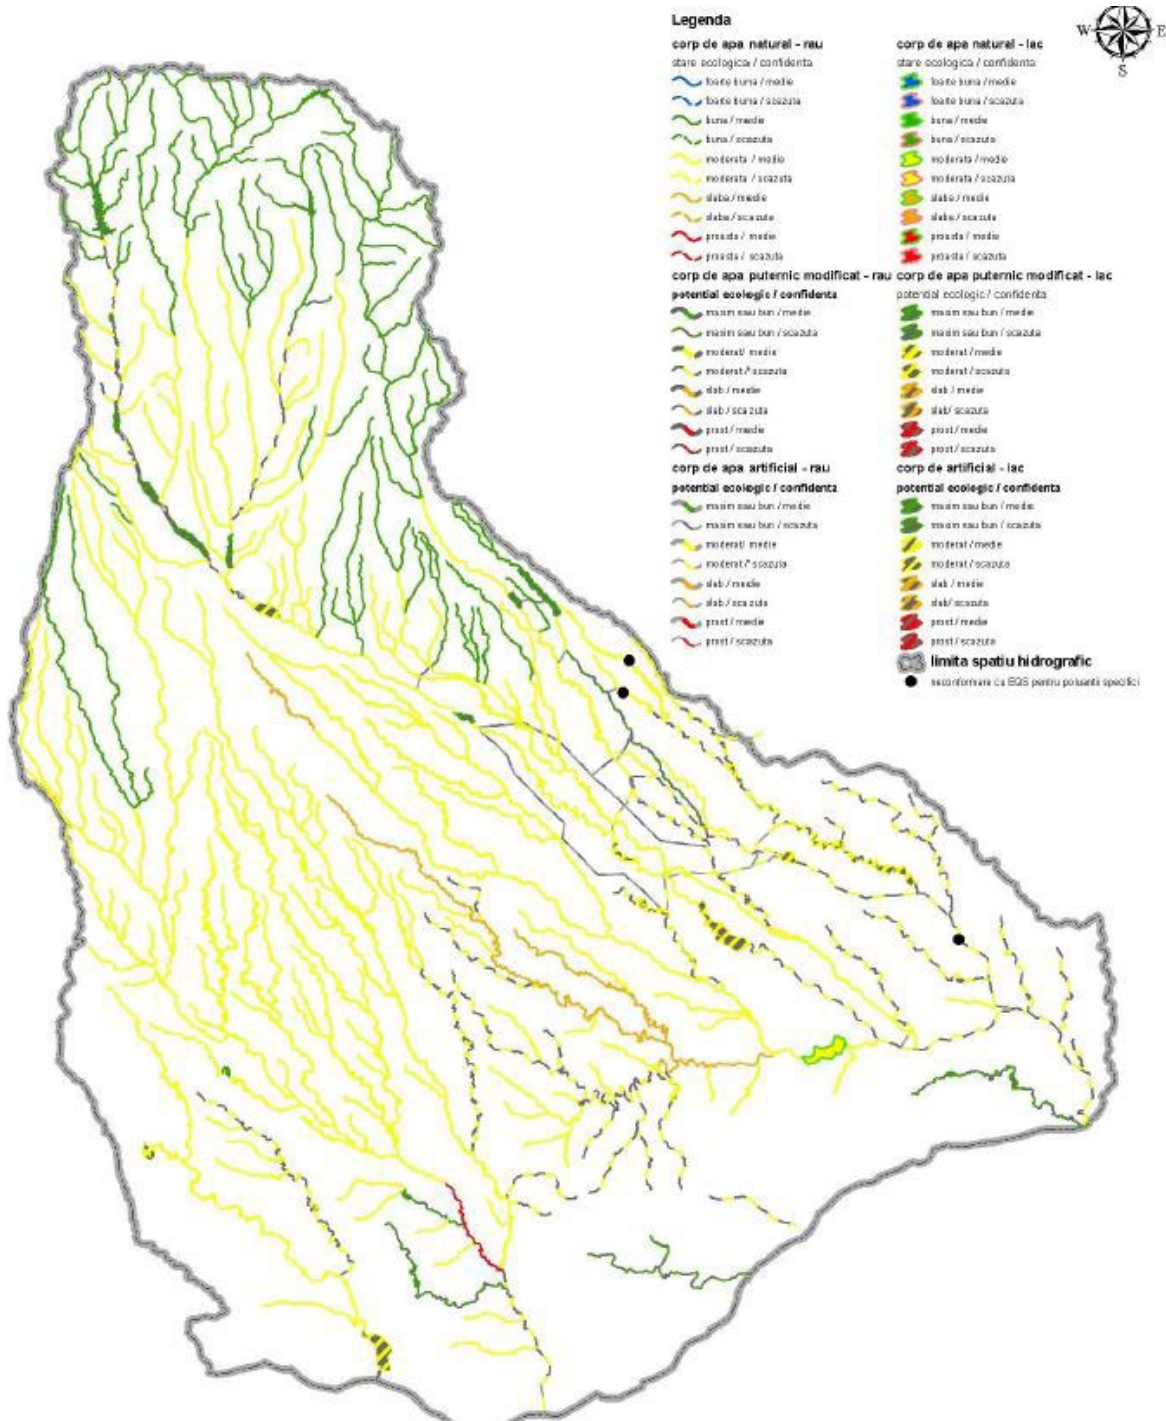 Legenda
W E
S
corp de apa natural - rau
stare ecologica / confidenta
foarte buna / medie
foarte buna / scazuta
buna / medie
buna / scazuta
moderata / medie
moderata / scazuta
slaba / medie
slaba / scazuta
proasta / medie
proasta / scazuta
corp de apa puternic modificat - rau
potential ecologic / confidenta
maxim sau bun / medie
maxim sau bun / scazuta
moderat/ medie
moderat/* scazuta
slab / medie
slab / scazuta
prost / medie
prost / scazuta
corp de apa artificial - rau
potential ecologic / confidenta
maxim sau bun / medie
maxim sau bun / scazuta
moderat/ medie
moderat/* scazuta
slab / medie
slab / scazuta
prost / medie
prost / scazuta
corp de apa natural - lac
stare ecologica / confidenta
foarte buna / medie
foarte buna / scazuta
buna / medie
buna / scazuta
moderata / medie
moderata / scazuta
slaba / medie
slaba / scazuta
proasta / medie
proasta / scazuta
corp de apa puternic modificat - lac
potential ecologic / confidenta
maxim sau bun / medie
maxim sau bun / scazuta
moderat / medie
moderat / scazuta
slab / medie
slab/ scazuta
prost / medie
prost / scazuta
corp de artificial - lac
potential ecologic / confidenta
maxim sau bun / medie
maxim sau bun / scazuta
moderat / medie
moderat / scazuta
slab / medie
slab/ scazuta
prost / medie
prost / scazuta
limita spatiu hidrografic
neconformare cu EQS pentru poluantii specifici